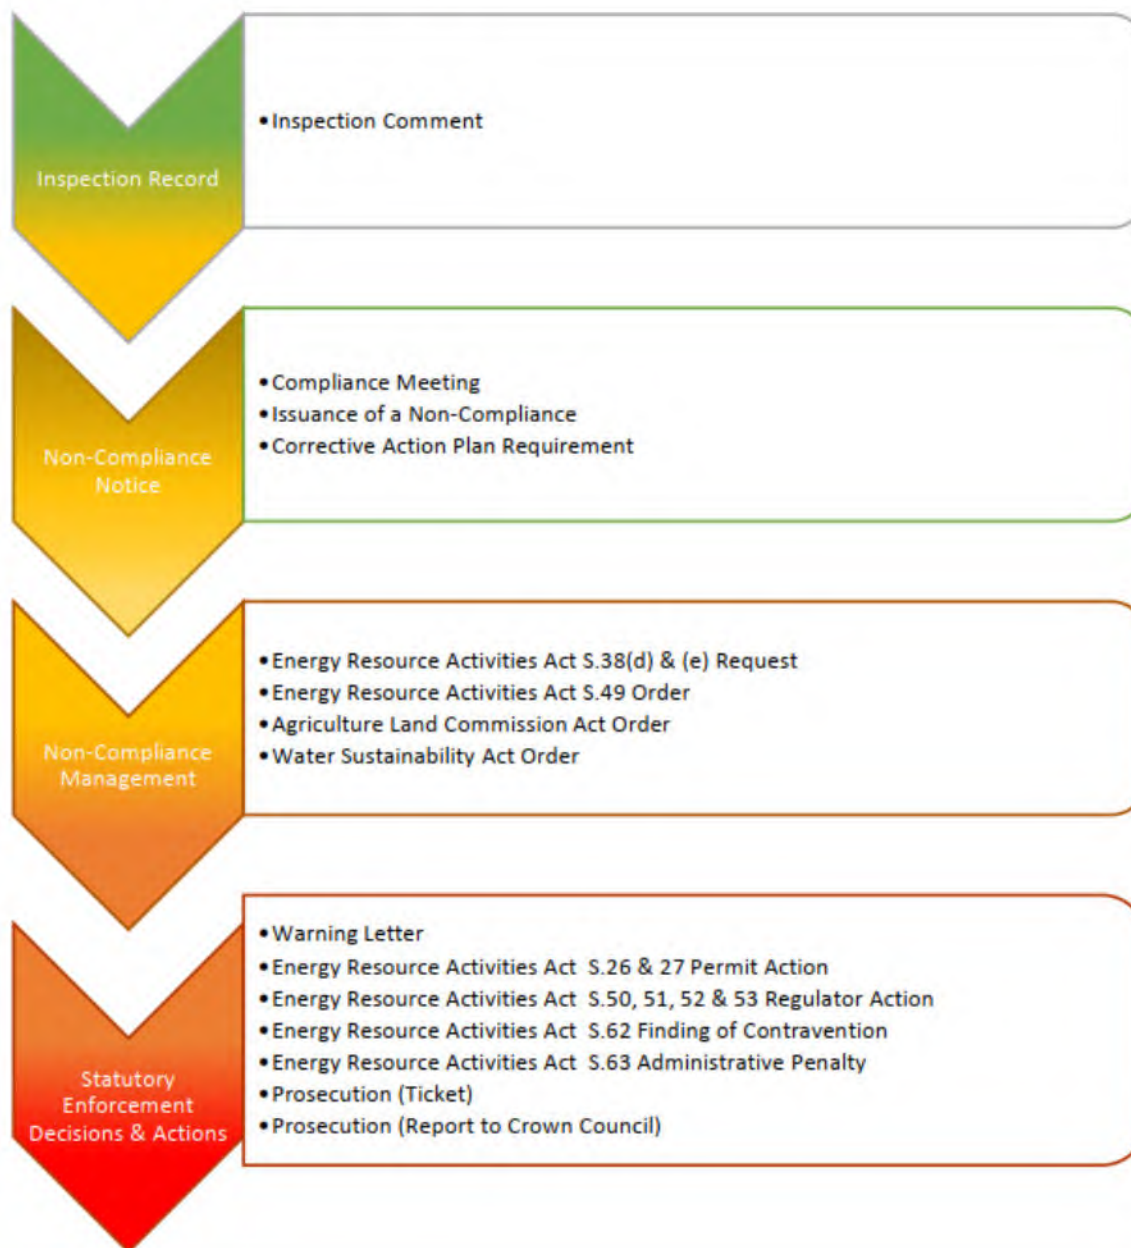 Inspection Record
•Inspection Comment
Non-Compliance
Notice
•Compliance Meeting
•Issuance of a Non-Compliance
•Corrective Action Plan Requirement
Non-Compliance
Management
•Energy Resource Activities Act S.38(d) & (e) Request
•Energy Resource Activities Act S.49 Order
•Agriculture Land Commission Act Order
•Water Sustainability Act Order
Statutory
Enforcement
Decisions & Actions
•Warning Letter
•Energy Resource Activities Act S.26 & 27 Permit Action
•Energy Resource Activities Act S.50, 51, 52 & 53 Regulator Action
•Energy Resource Activities Act S.62 Finding of Contravention
•Energy Resource Activities Act S.63 Administrative Penalty
•Prosecution (Ticket)
•Prosecution (Report to Crown Council)